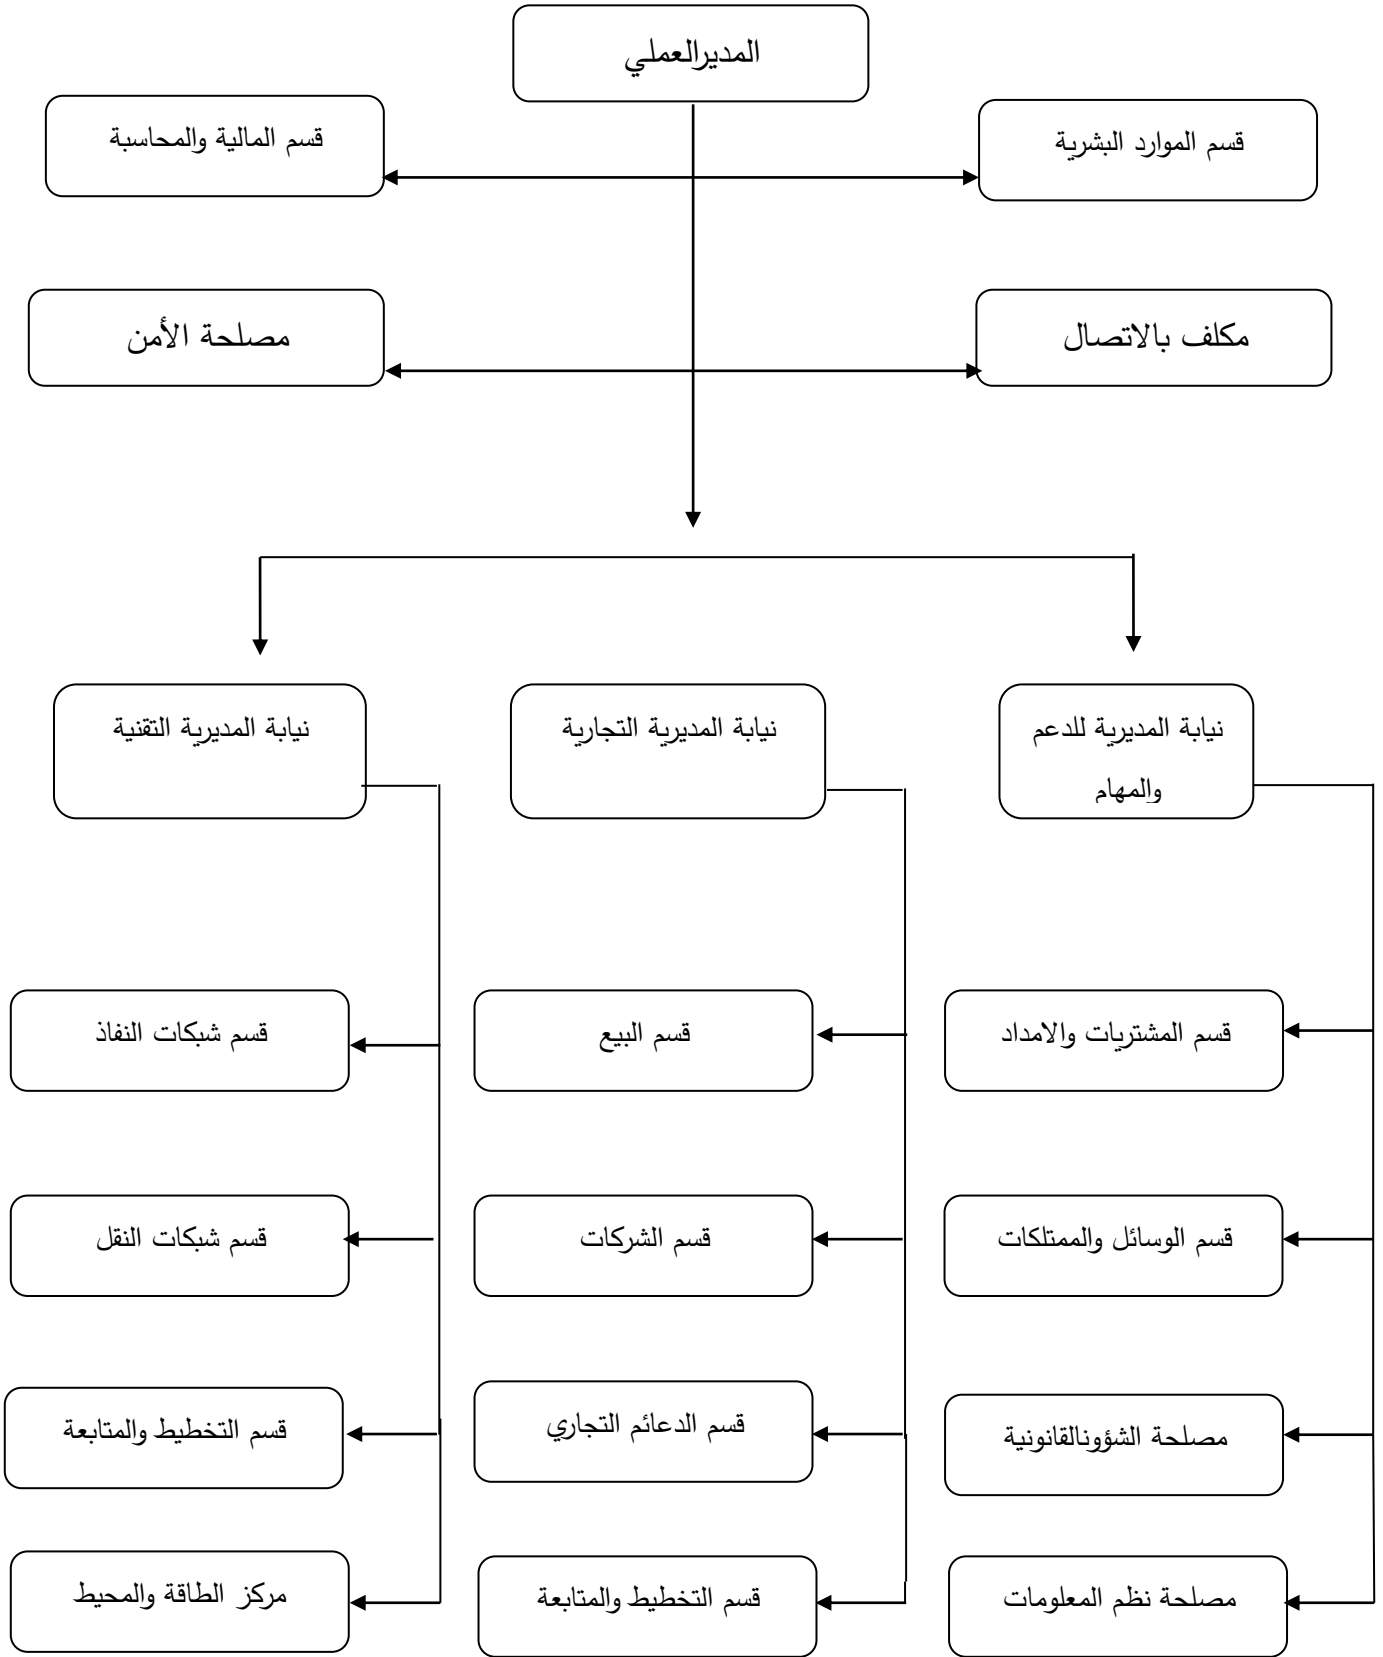 المديرالعملي
قسم الموارد البشرية
قسم المالية والمحاسبة
مكلف بالاتصال
مصلحة الأمن
نيابة المديرية للدعم
والمهام
نيابة المديرية التجارية
نيابة المديرية التقنية
قسم المشتريات والامداد
قسم البيع
قسم شبكات النفاذ
قسم الوسائل والممتلكات
قسم الشركات
قسم شبكات النقل
مصلحة الشؤونالقانونية
قسم الدعائم التجاري
قسم التخطيط والمتابعة
مصلحة نظم المعلومات
قسم التخطيط والمتابعة
مركز الطاقة والمحيط